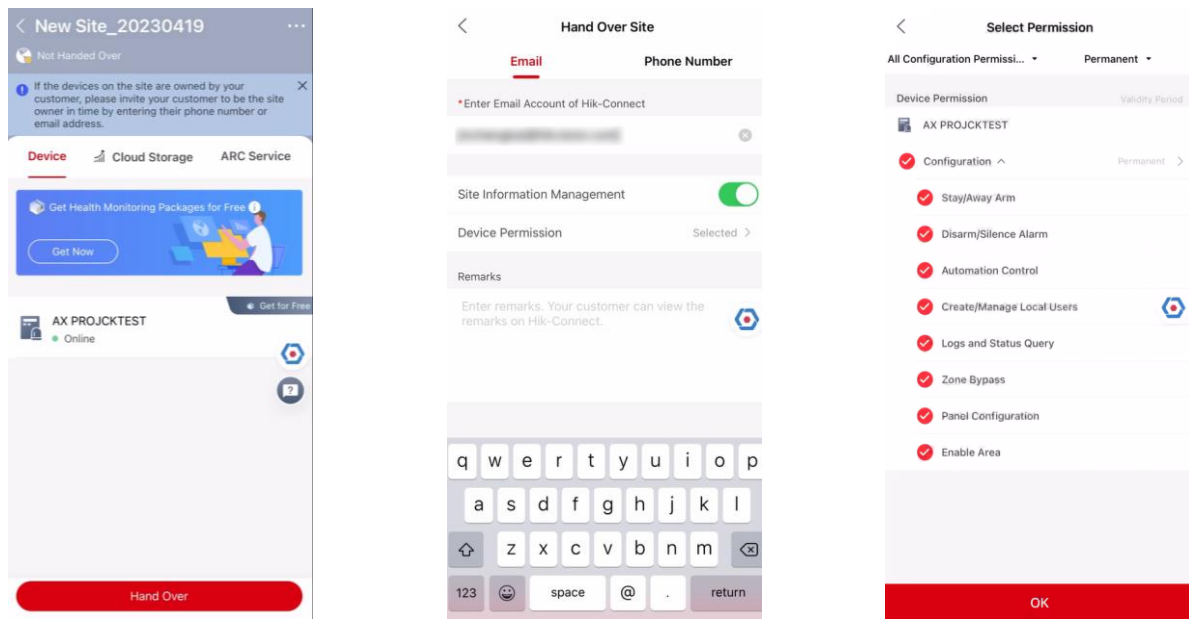 New Site_20230419
Not Handed Over
If the devices on the site are owned by your
customer, please invite your customer to be the site
owner in time by entering their phone number or
email address.
Device
Cloud Storage
ARC Service
Get Health Monitoring Packages
for Free
You
Get Now
Get for Free
AX PROJCKTEST
Online
Hand Over
Hand Over Site
Email
Phone Number
*Enter Email Account of Hik-Connect
Site Information Management
Device Permission
Selected >
Remarks
Enter remarks. Your customer can view the
remarks on Hik-Connect.
q w e r t y u i o p
a s d f g h j k l
z x c v b n m
123 space @ . return
Select Permission
All Configuration Permissi...
Permanent
Device Permission
Validity Period
AX PROJCKTEST
Configuration
Permanent >
Stay/Away Arm
Disarm/Silence Alarm
Automation Control
Create/Manage Local Users
Logs and Status Query
Zone Bypass
Panel Configuration
Enable Area
OK